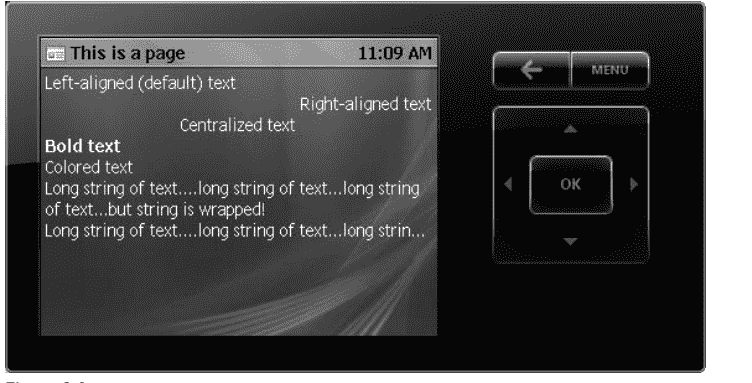 This is a page 11:09 AM
Left-aligned (default) text
Right-aligned text
Centralized text
Bold text
Colored text
Long string of text....long string of text...long string
of text...but string is wrapped!
Long string of text....long string of text...long strin...
MENU
OK